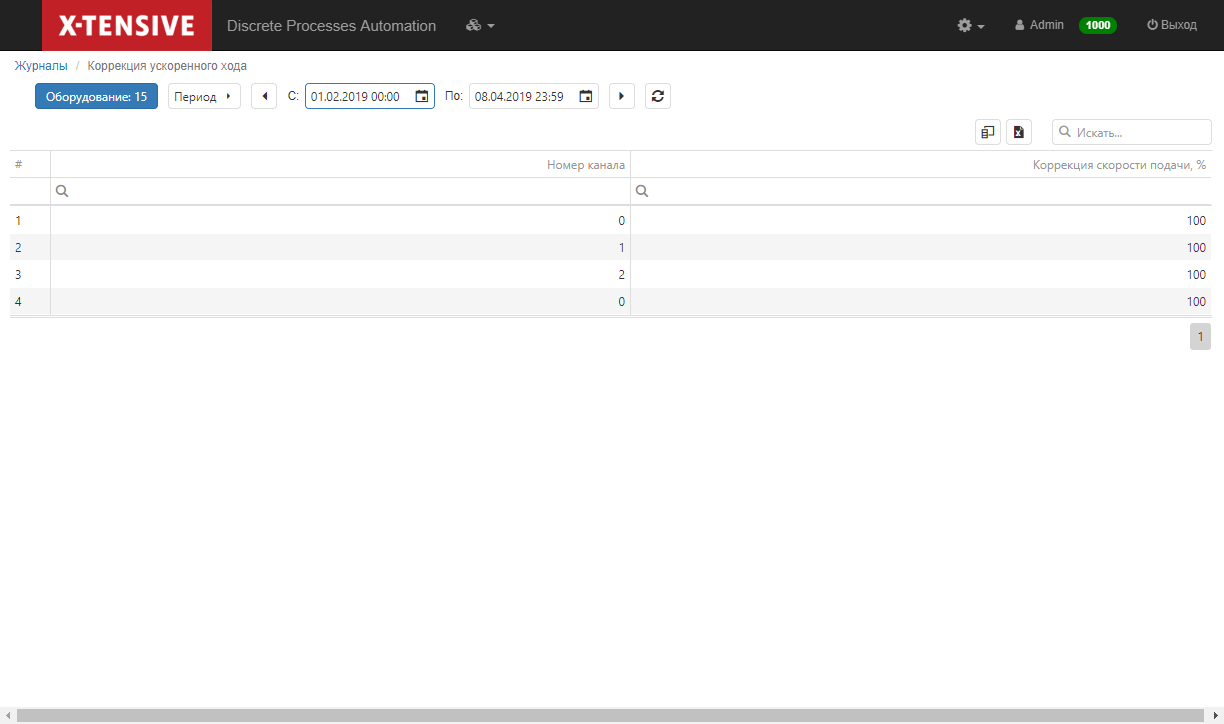 X-TENSIVE Discrete Processes Automation Admin 1000 Выход
Журналы / Коррекция ускоренного хода
Оборудование: 15 Период С: 01.02.2019 00:00 По: 08.04.2019 23:59
Искать...
# Номер канала Коррекция скорости подачи, %
1 0 100
2 1 100
3 2 100
4 0 100
1